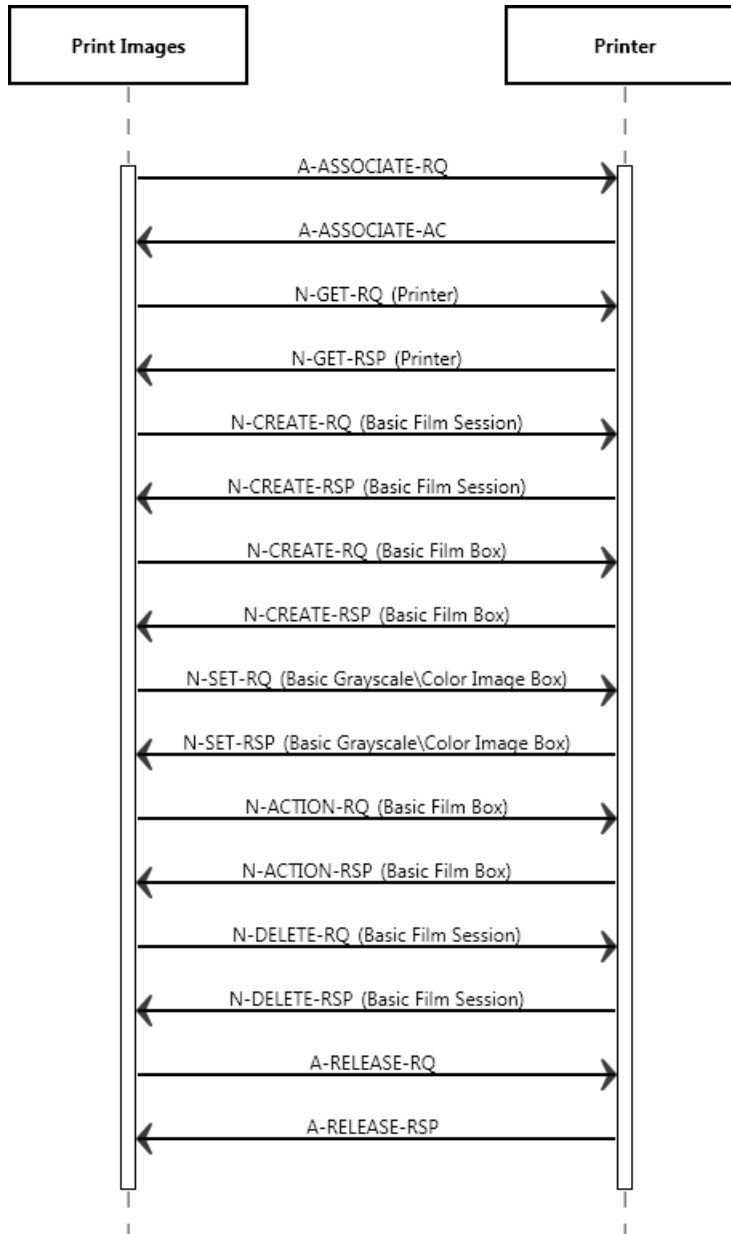 Print Images
Printer
A-ASSOCIATE-RQ
A-ASSOCIATE-AC
N-GET-RQ (Printer)
N-GET-RSP (Printer)
N-CREATE-RQ (Basic Film Session)
N-CREATE-RSP (Basic Film Session)
N-CREATE-RQ (Basic Film Box)
N-CREATE-RSP (Basic Film Box)
N-SET-RQ (Basic Grayscale\Color Image Box)
N-SET-RSP (Basic Grayscale\Color Image Box)
N-ACTION-RQ (Basic Film Box)
N-ACTION-RSP (Basic Film Box)
N-DELETE-RQ (Basic Film Session)
N-DELETE-RSP (Basic Film Session)
A-RELEASE-RQ
A-RELEASE-RSP